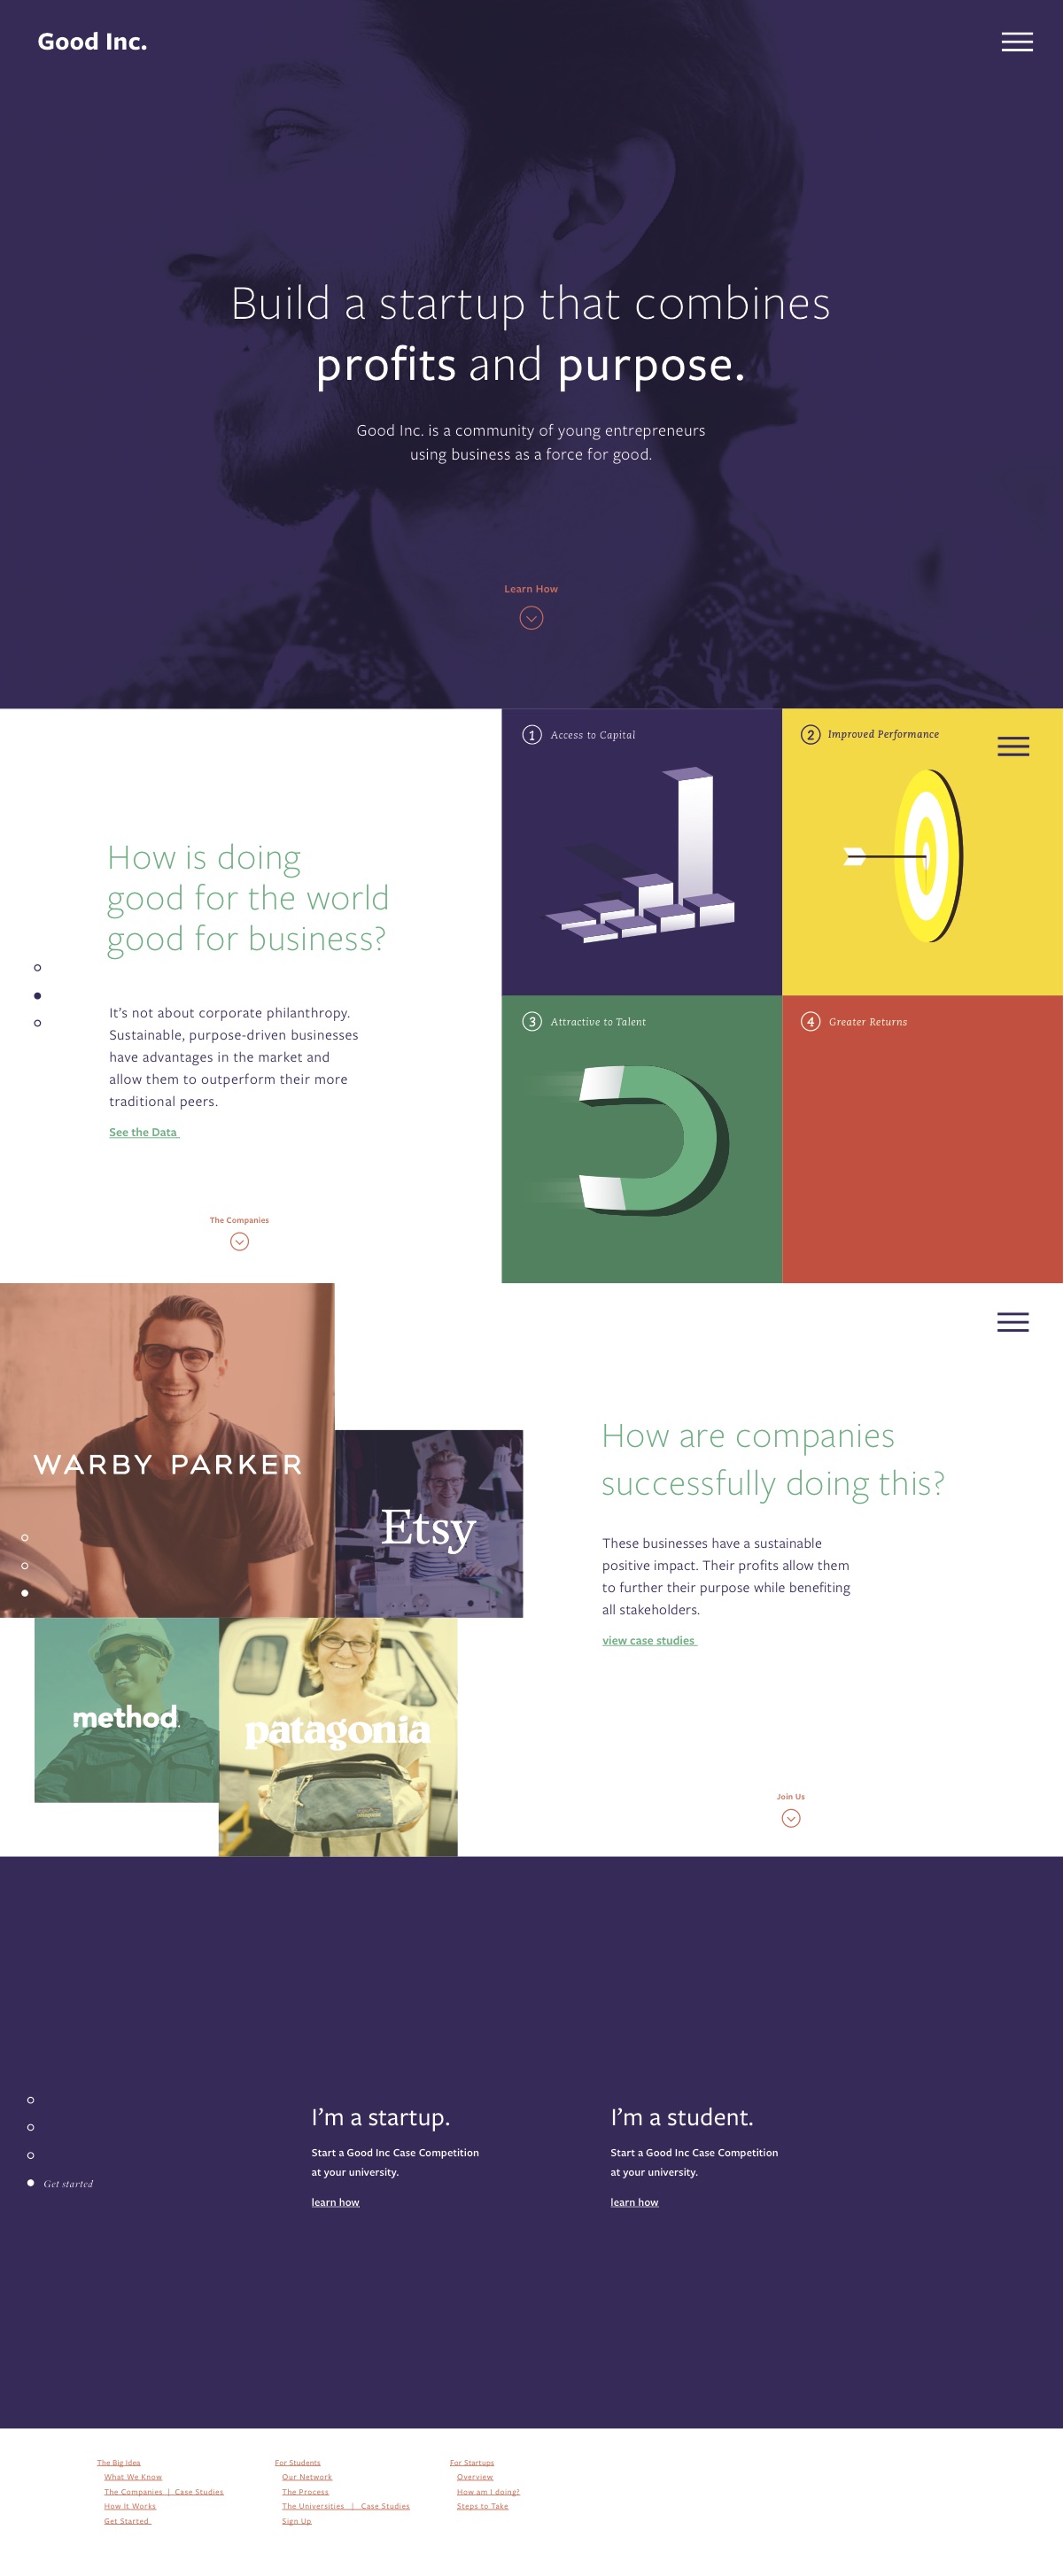 Good Inc.
Build a startup that combines
profits and purpose.
Good Inc. is a community of young entrepreneurs
using business as a force for good.
Learn How
How is doing
good for the world
good for business?
It's not about corporate philanthropy.
Sustainable, purpose-driven businesses
have advantages in the market and
allow them to outperform their more
traditional peers.
See the Data
The Companies
1 Access to Capital
2 Improved Performance
3 Attractive to Talent
4 Greater Returns
WARBY PARKER
Etsy
method.
patagonia
How are companies
successfully doing this?
These businesses have a sustainable
positive impact. Their profits allow them
to further their purpose while benefiting
all stakeholders.
view case studies
Join Us
Get started
I'm a startup.
Start a Good Inc Case Competition
at your university.
learn how
I'm a student.
Start a Good Inc Case Competition
at your university.
learn how
The Big Idea
What We Know
The Companies | Case Studies
How It Works
Get Started
For Students
Our Network
The Process
The Universities | Case Studies
Sign Up
For Startups
Overview
How am I doing?
Steps to Take